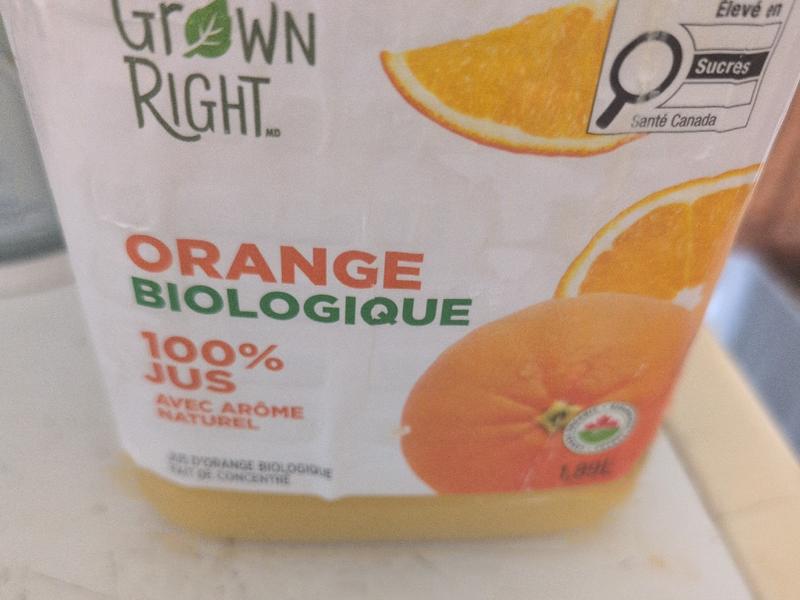 GROWN
RIGHT MD
Élevé en
Sucres
Santé Canada
ORANGE
BIOLOGIQUE
100%
JUS
AVEC ARÔME
NATUREL
JUS D'ORANGE BIOLOGIQUE
FAIT DE CONCENTRÉ
1,89L